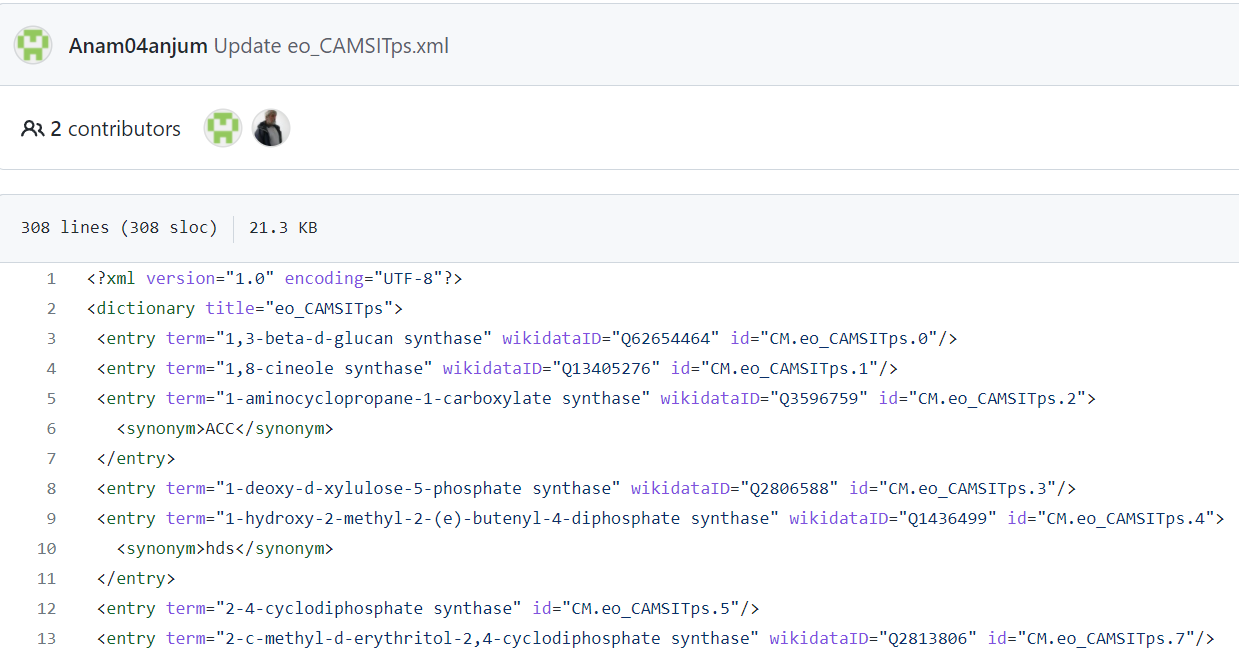 Anam04anjum Update eo_CAMSITps.xml
2 contributors
308 lines (308 sloc) 21.3 KB
1 <?xml version="1.0" encoding="UTF-8"?>
2 <dictionary title="eo_CAMSITps">
3 <entry term="1,3-beta-d-glucan synthase" wikidataID="Q62654464" id="CM.eo_CAMSITps.0"/>
4 <entry term="1,8-cineole synthase" wikidataID="Q13405276" id="CM.eo_CAMSITps.1"/>
5 <entry term="1-aminocyclopropane-1-carboxylate synthase" wikidataID="Q3596759" id="CM.eo_CAMSITps.2">
6 <synonym>ACC</synonym>
7 </entry>
8 <entry term="1-deoxy-d-xylulose-5-phosphate synthase" wikidataID="Q2806588" id="CM.eo_CAMSITps.3"/>
9 <entry term="1-hydroxy-2-methyl-2-(e)-butenyl-4-diphosphate synthase" wikidataID="Q1436499" id="CM.eo_CAMSITps.4">
10 <synonym>hds</synonym>
11 </entry>
12 <entry term="2-4-cyclodiphosphate synthase" id="CM.eo_CAMSITps.5"/>
13 <entry term="2-c-methyl-d-erythritol-2,4-cyclodiphosphate synthase" wikidataID="Q2813806" id="CM.eo_CAMSITps.7"/>